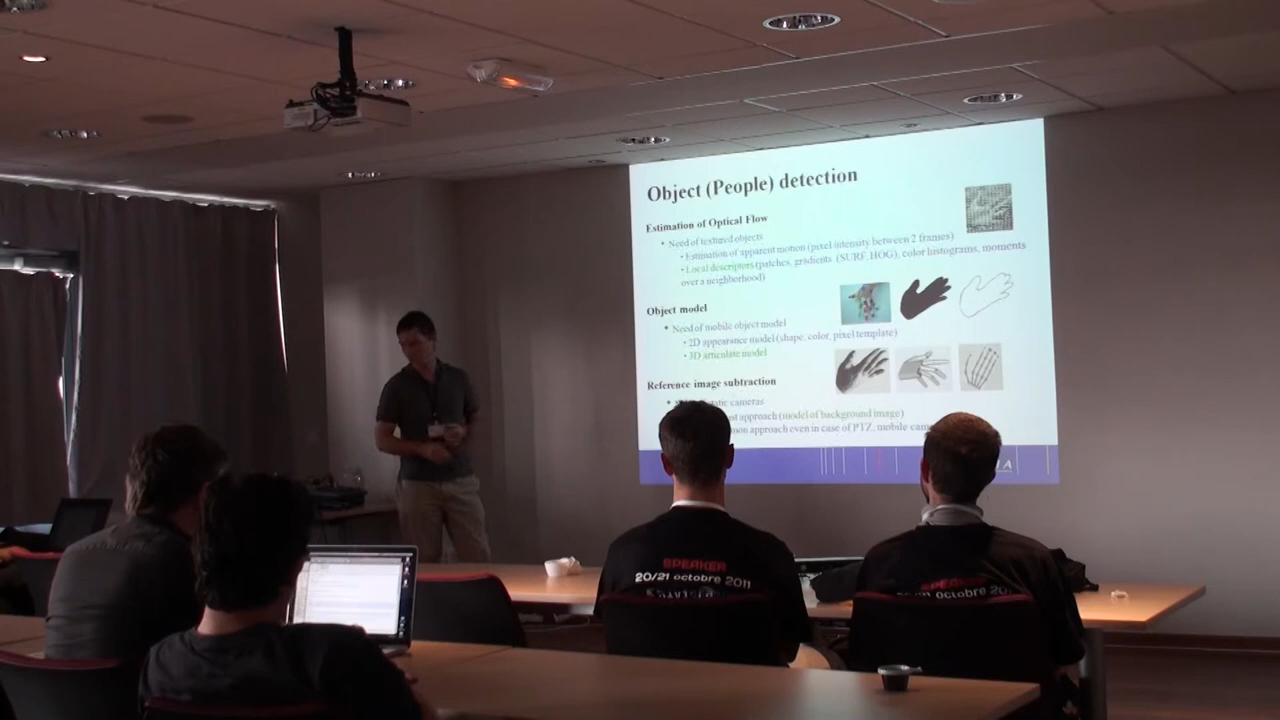 Object (People) detection
Estimation of Optical Flow
• Need of textured objects
• Estimation of apparent motion (pixel intensity between 2 frames)
• Local descriptors (patches, gradients (SURF, HOG), color histograms, moments
over a neighborhood)
Object model
• Need of mobile object model
• 2D appearance model (shape, color, pixel template)
• 3D articulate model
Reference image subtraction
static cameras
approach (model of background image)
approach even in case of PTZ, mobile
SPEAKER
20/21 octobre 2011
SPEAKER
octobre